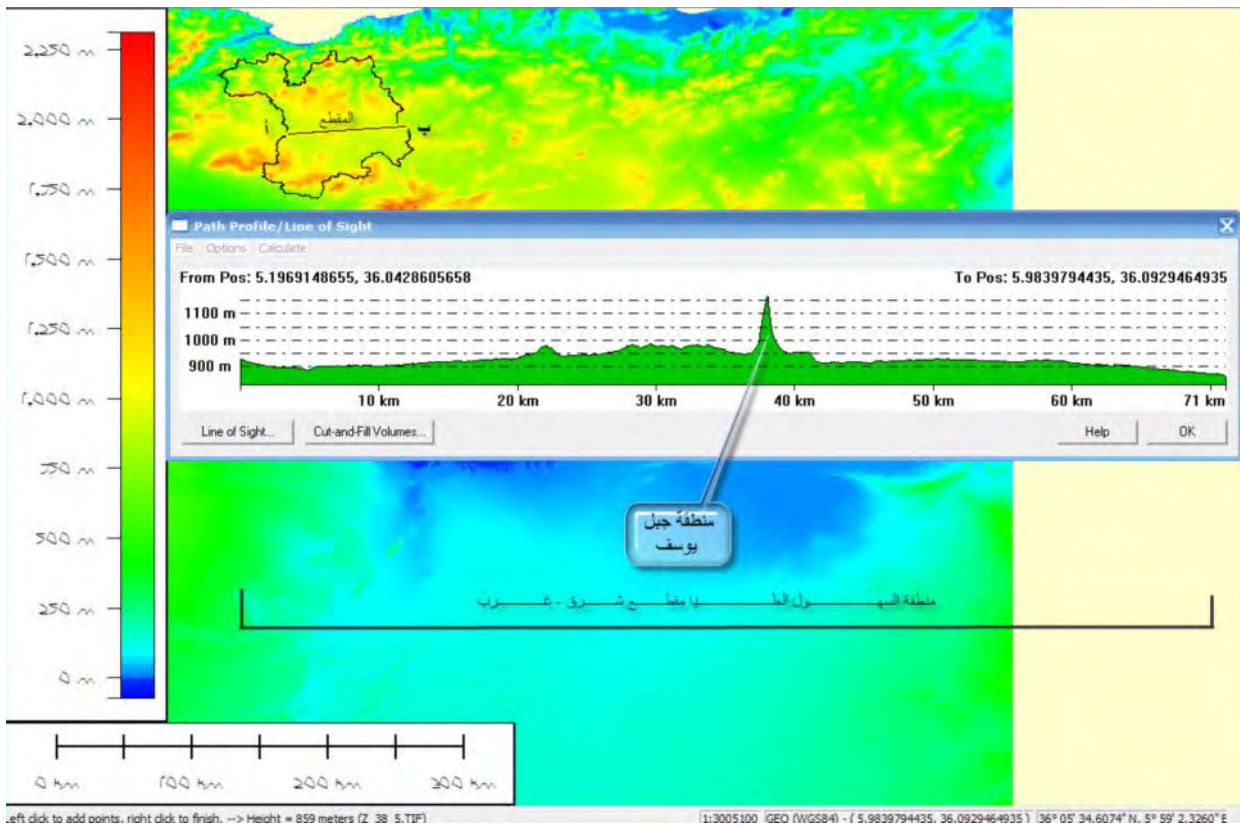 2,250 m
2,000 m
1,750 m
1,500 m
1,250 m
1,000 m
750 m
500 m
250 m
0 m
المقطع
أ
ب
Path Profile/Line of Sight
File Options Calculate
From Pos: 5.1969148655, 36.0428605658
To Pos: 5.9839794435, 36.0929464935
1100 m
1000 m
900 m
10 km
20 km
30 km
40 km
50 km
60 km
71 km
Line of Sight...
Cut-and-Fill Volumes...
Help
OK
منطقة جبل
يوسف
منطقة السهــــــول العلــــــيا مقطــــع شــــرق - غــــــرب
0 km
100 km
200 km
300 km
eft click to add points, right click to finish. --> Height = 859 meters (Z_38_5.TIF)
1:3005100 GEO (WGS84) - ( 5.9839794435, 36.0929464935 ) 36° 05' 34.6074" N, 5° 59' 2.3260" E